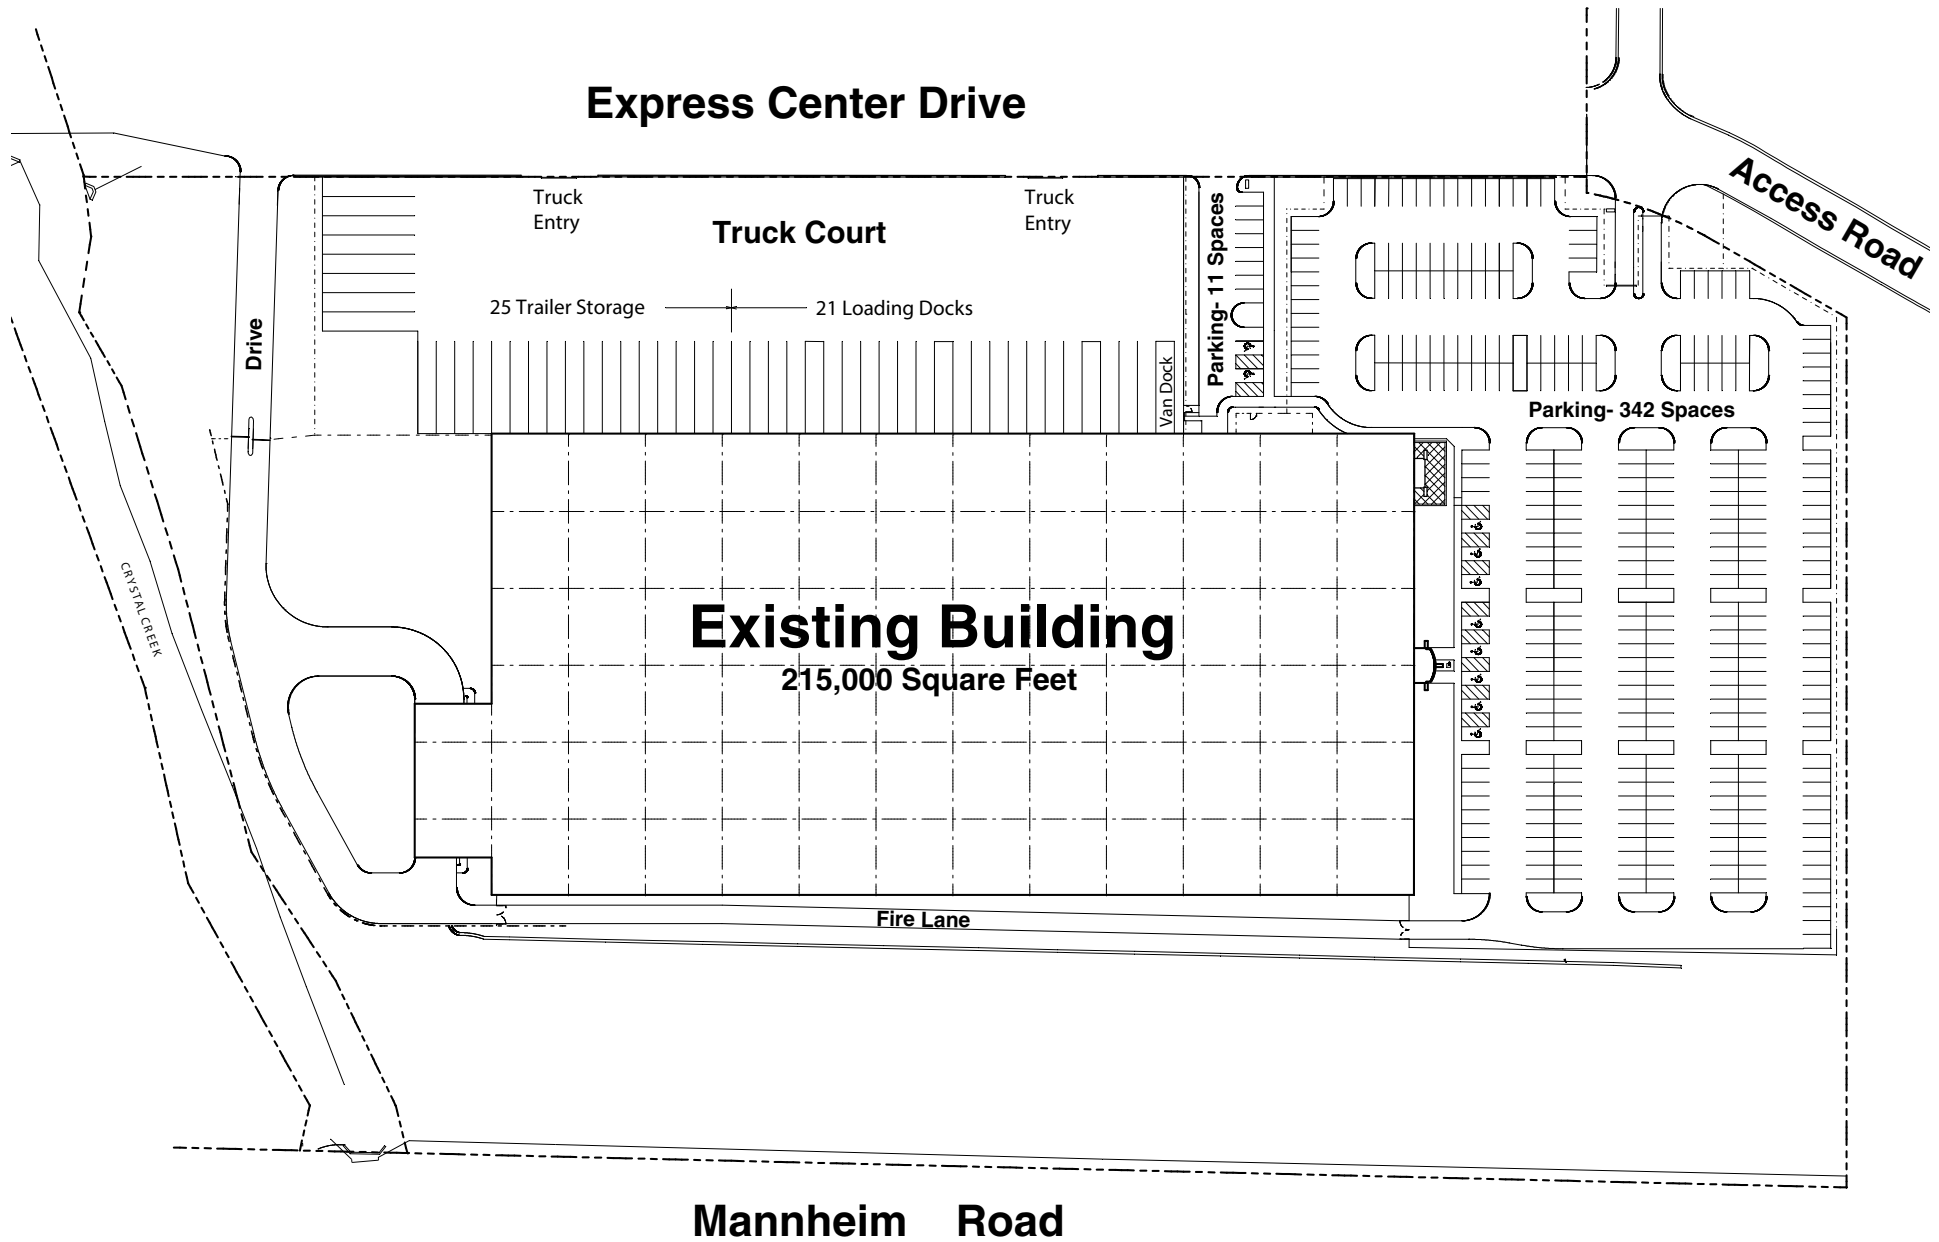 Express Center Drive
Access Road
Truck
Entry
Truck
Entry
Truck Court
Parking- 11 Spaces
25 Trailer Storage
21 Loading Docks
Drive
Van Dock
Parking- 342 Spaces
CRYSTAL CREEK
Existing Building
215,000 Square Feet
Fire Lane
Mannheim Road